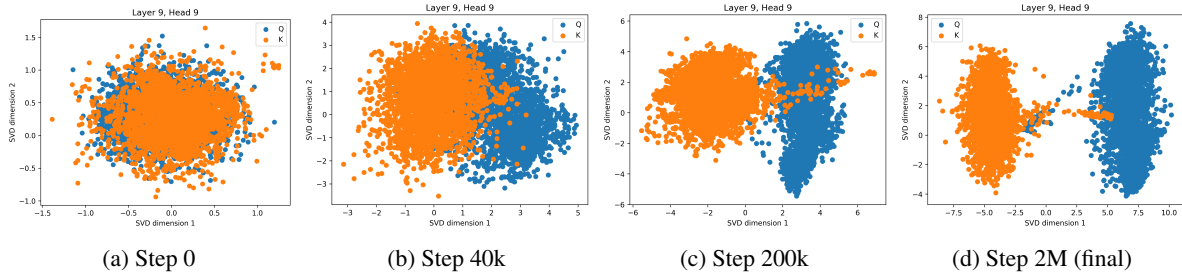 Layer 9, Head 9
Q
K
SVD dimension 2
1.5
1.0
0.5
0.0
−0.5
−1.0
−1.5
−1.0
−0.5
0.0
0.5
1.0
SVD dimension 1
(a) Step 0
Layer 9, Head 9
Q
K
SVD dimension 2
4
3
2
1
0
−1
−2
−3
−3
−2
−1
0
1
2
3
4
5
SVD dimension 1
(b) Step 40k
Layer 9, Head 9
Q
K
SVD dimension 2
6
4
2
0
−2
−4
−6
−6
−4
−2
0
2
4
6
SVD dimension 1
(c) Step 200k
Layer 9, Head 9
Q
K
SVD dimension 2
8
6
4
2
0
−2
−4
−7.5
−5.0
−2.5
0.0
2.5
5.0
7.5
10.0
SVD dimension 1
(d) Step 2M (final)